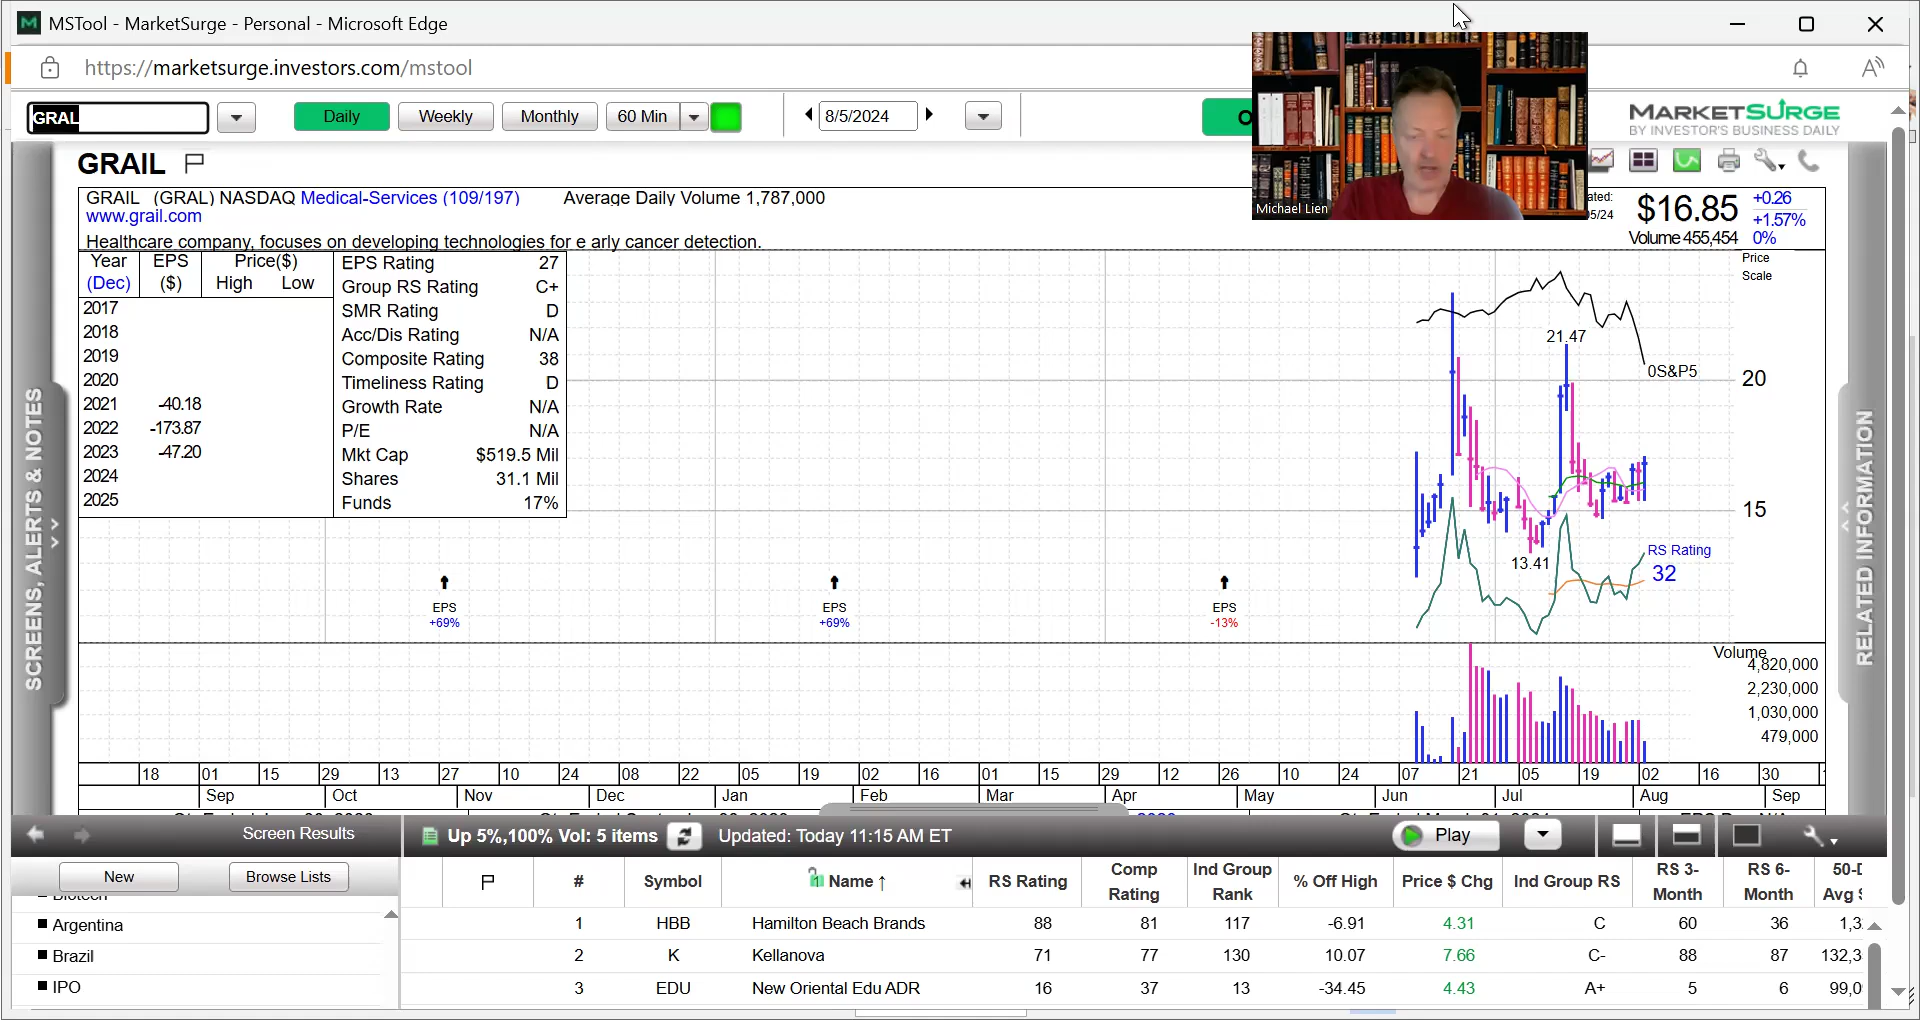 MSTool - MarketSurge - Personal - Microsoft Edge
https://marketsurge.investors.com/mstool
GRAL
Daily
Weekly
Monthly
60 Min
8/5/2024
MARKETSURGE
BY INVESTOR'S BUSINESS DAILY
Michael Lien
GRAIL
GRAIL (GRAL) NASDAQ Medical-Services (109/197) Average Daily Volume 1,787,000
www.grail.com
Healthcare company, focuses on developing technologies for e arly cancer detection.
$16.85 +0.26
+1.57%
Volume 455,454 0%
Year EPS Price($)
(Dec) ($) High Low
2017
2018
2019
2020
2021 -40.18
2022 -173.87
2023 -47.20
2024
2025
EPS Rating 27
Group RS Rating C+
SMR Rating D
Acc/Dis Rating N/A
Composite Rating 38
Timeliness Rating D
Growth Rate N/A
P/E N/A
Mkt Cap $519.5 Mil
Shares 31.1 Mil
Funds 17%
Price
Scale
21.47
0S&P5
20
15
13.41
RS Rating
32
EPS
+69%
EPS
+69%
EPS
-13%
Volume
4,820,000
2,230,000
1,030,000
479,000
18 01 15 29 13 27 10 24 08 22 05 19 02 16 01 15 29 12 26 10 24 07 21 05 19 02 16 30
Sep Oct Nov Dec Jan Feb Mar Apr May Jun Jul Aug Sep
SCREENS, ALERTS & NOTES
RELATED INFORMATION
Screen Results
Up 5%,100% Vol: 5 items
Updated: Today 11:15 AM ET
Play
New
Browse Lists
Biotech
Argentina
Brazil
IPO
# Symbol Name ↑ RS Rating Comp Rating Ind Group Rank % Off High Price $ Chg Ind Group RS RS 3-Month RS 6-Month
1 HBB Hamilton Beach Brands 88 81 117 -6.91 4.31 C 60 36
2 K Kellanova 71 77 130 10.07 7.66 C- 88 87
3 EDU New Oriental Edu ADR 16 37 13 -34.45 4.43 A+ 5 6